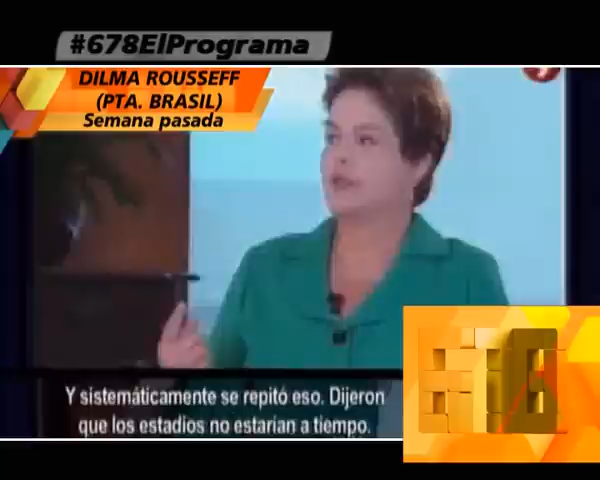 #678ElPrograma
DILMA ROUSSEFF
(PTA. BRASIL)
Semana pasada
Y sistemáticamente se repitó eso. Dijeron
que los estadios no estarían a tiempo.